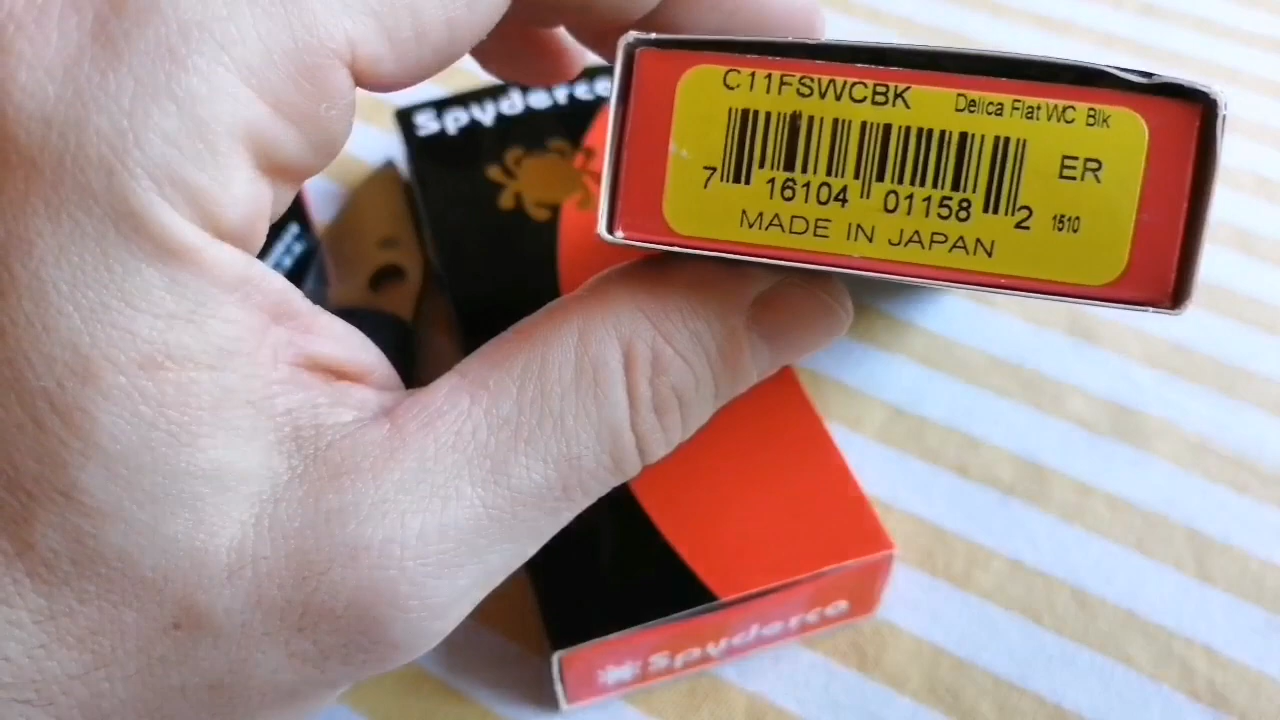 Spyderco
C11FSWCBK Delica Flat WC Blk
ER
7 16104 01158 2 1510
MADE IN JAPAN
Spyderco